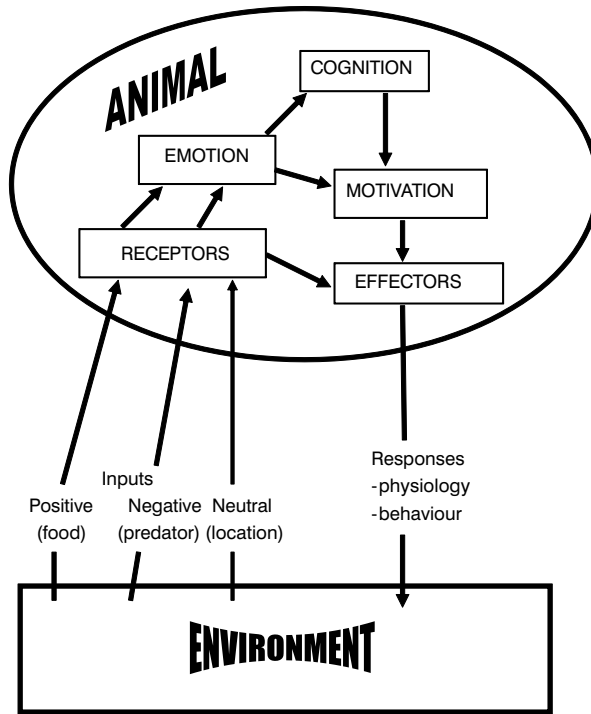 ANIMAL
COGNITION
EMOTION
MOTIVATION
RECEPTORS
EFFECTORS
Inputs
Positive
(food)
Negative
(predator)
Neutral
(location)
Responses
-physiology
-behaviour
ENVIRONMENT